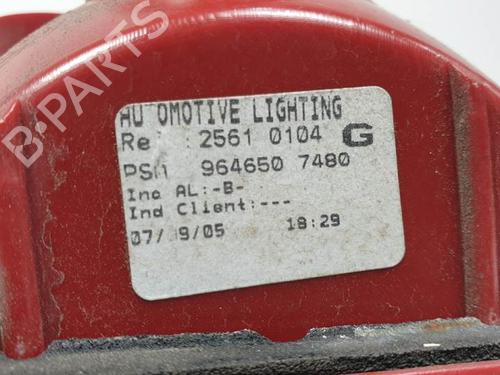 B-PARTS
AU OMOTIVE LIGHTING
Re : 2561 0104 G
PSA 964650 7480
Ind AL:-B-
Ind Client:---
07/ 9/05 18:29